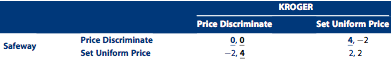 KROGER
Price Discriminate Set Uniform Price
Safeway Price Discriminate 0, 0 4, −2
Set Uniform Price −2, 4 2, 2